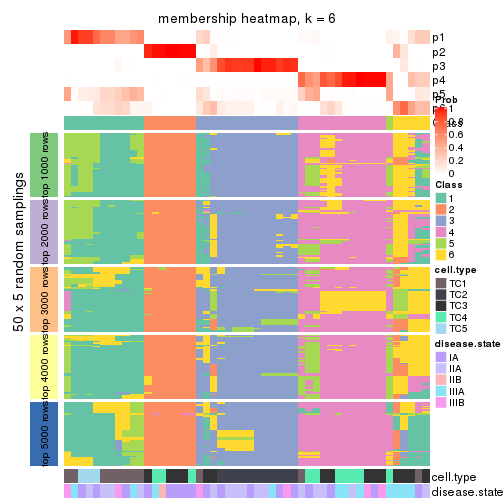 membership heatmap, k = 6
p1
p2
p3
p4
p5
p6
Prob
1
0.8
0.6
0.4
0.2
0
Class
1
2
3
4
5
6
cell.type
TC1
TC2
TC3
TC4
TC5
disease.state
IA
IIA
IIB
IIIA
IIIB
50 x 5 random samplings
top 1000 rows
top 2000 rows
top 3000 rows
top 4000 rows
top 5000 rows
cell.type
disease.state